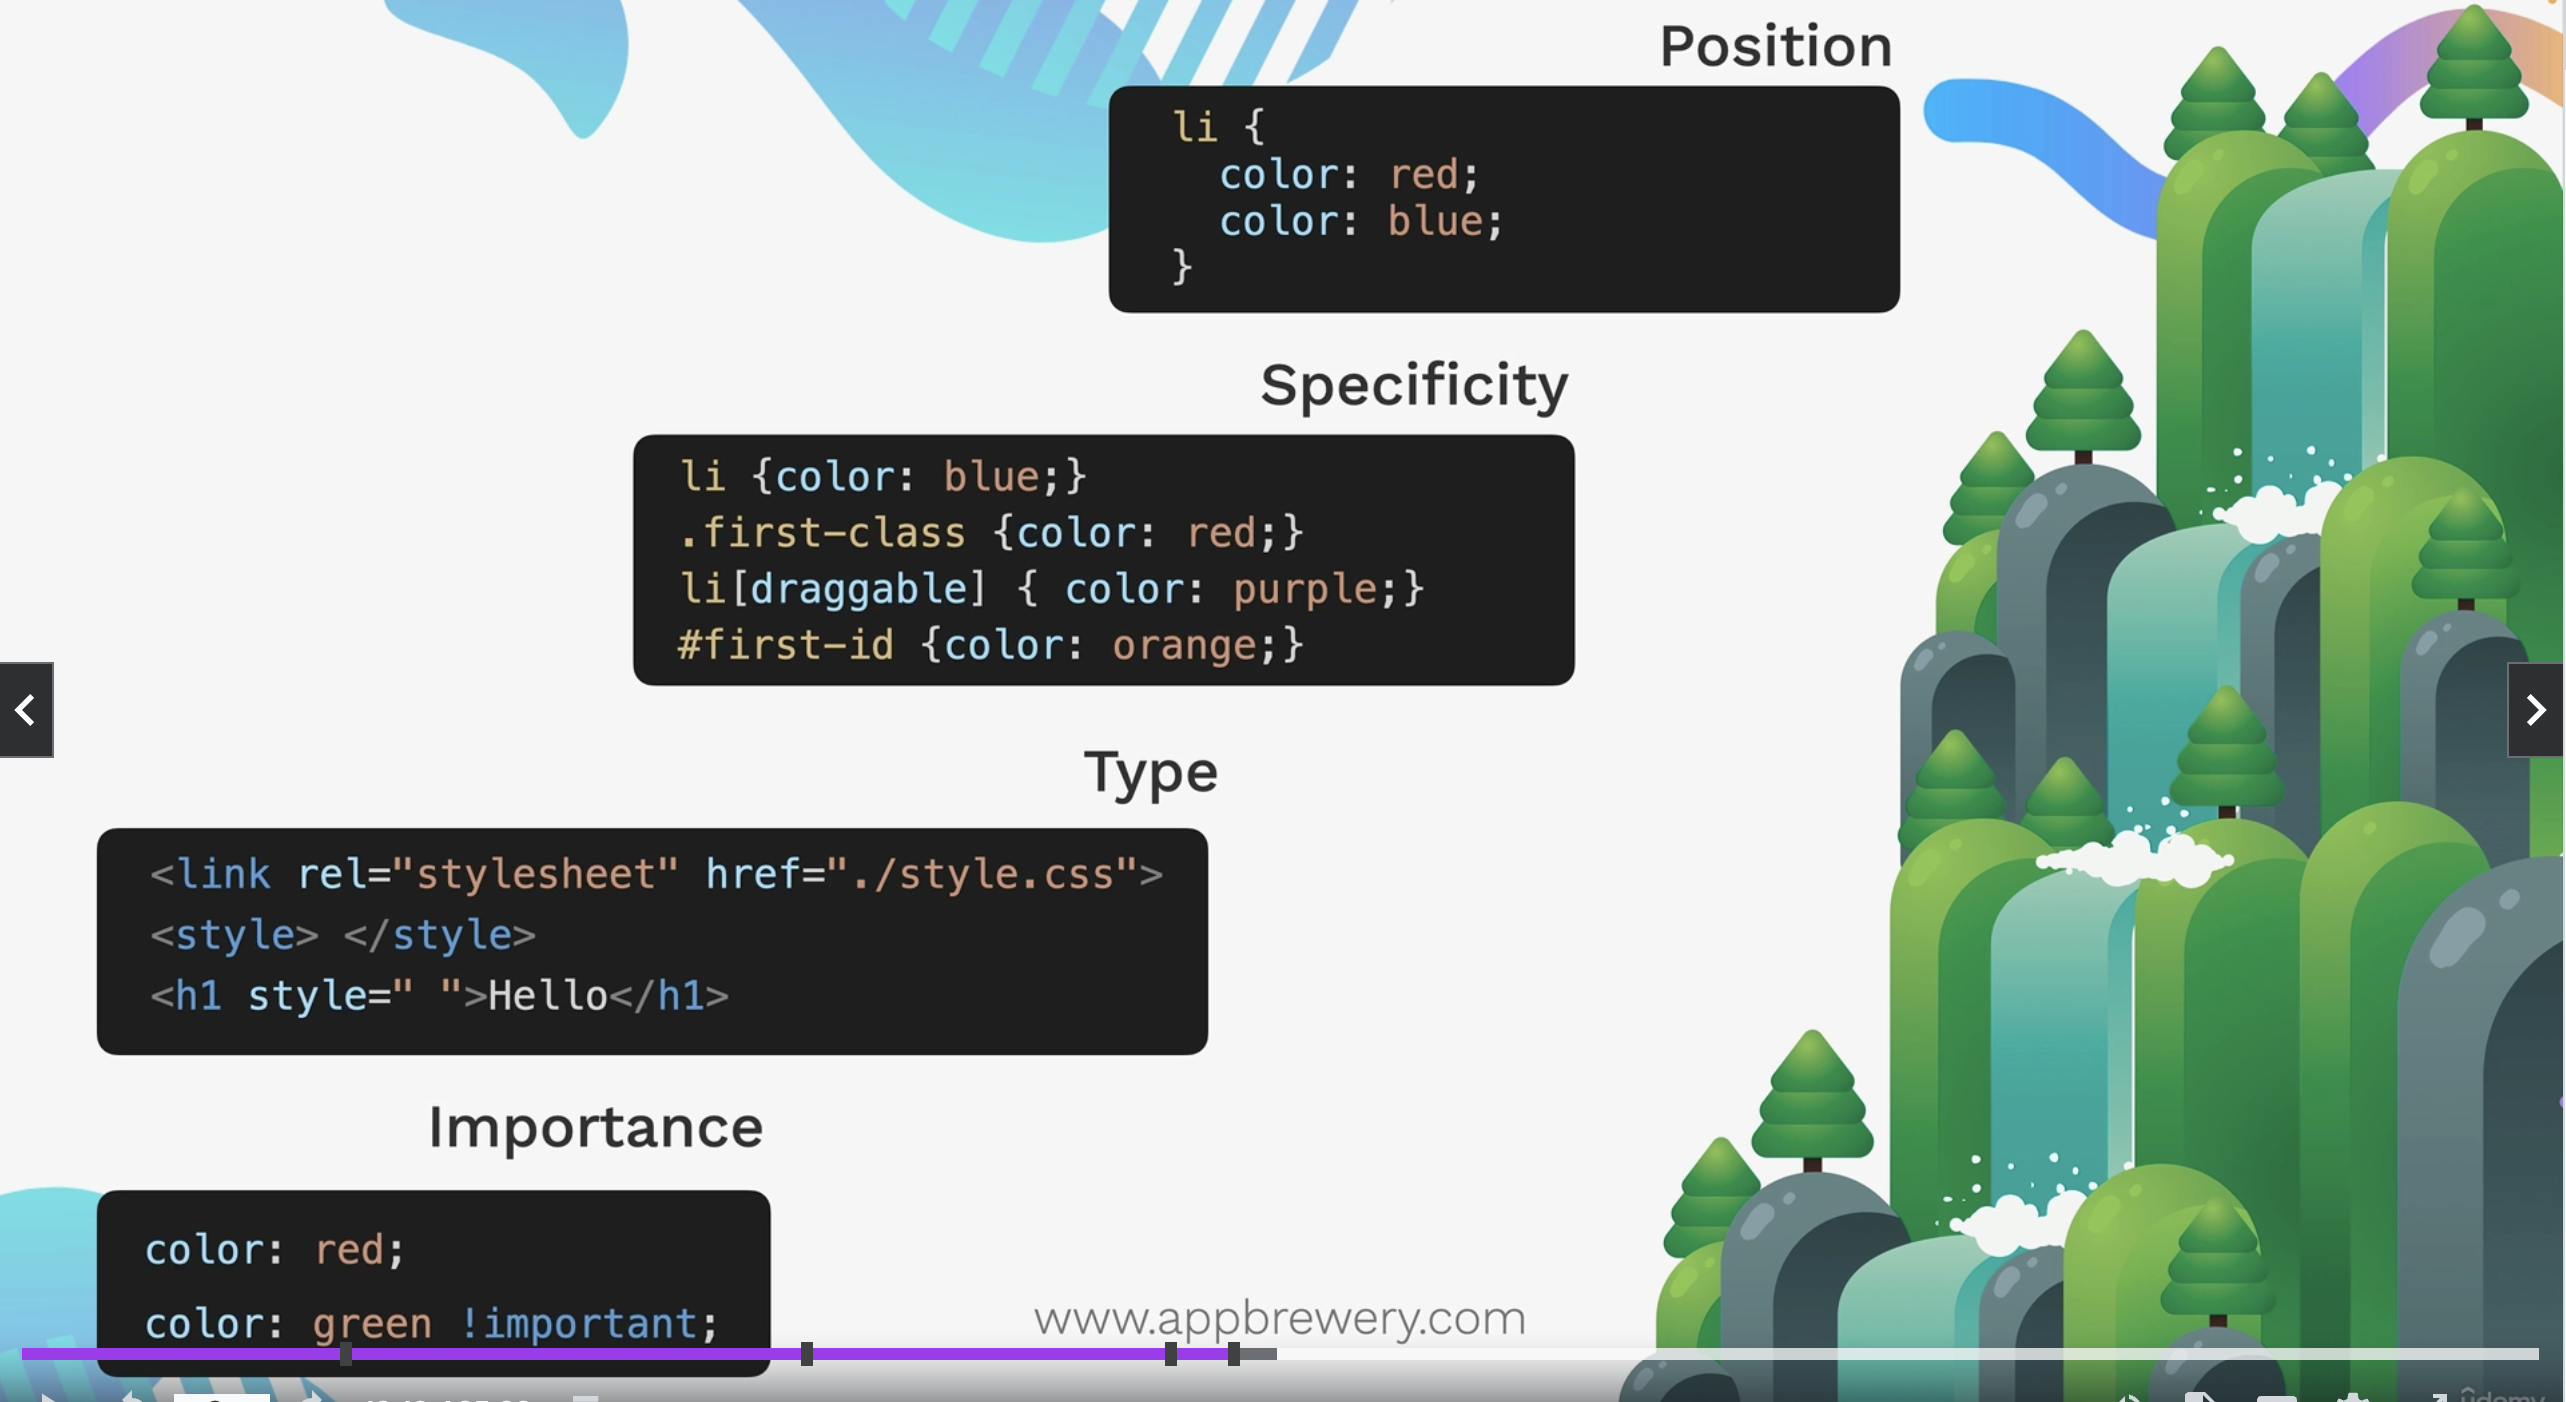 Position
li {
  color: red;
  color: blue;
}
Specificity
li {color: blue;}
.first-class {color: red;}
li[draggable] { color: purple;}
#first-id {color: orange;}
Type
<link rel="stylesheet" href="./style.css">
<style> </style>
<h1 style=" ">Hello</h1>
Importance
color: red;
color: green !important;
www.appbrewery.com
udemy